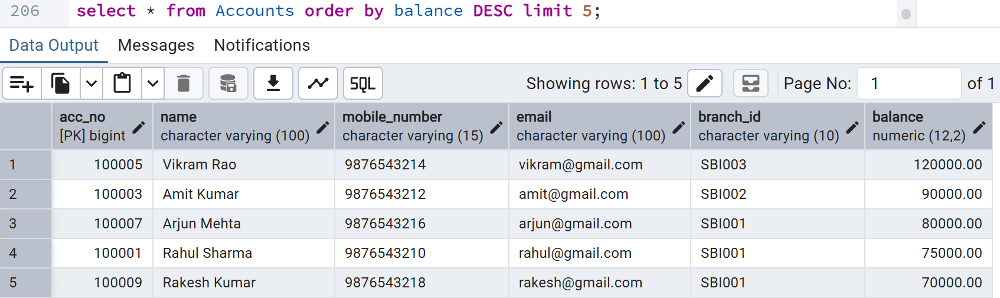 206 select * from Accounts order by balance DESC limit 5;
Data Output Messages Notifications
SQL Showing rows: 1 to 5 Page No: 1 of 1
acc_no name mobile_number email branch_id balance
[PK] bigint character varying (100) character varying (15) character varying (100) character varying (10) numeric (12,2)
1 100005 Vikram Rao 9876543214 vikram@gmail.com SBI003 120000.00
2 100003 Amit Kumar 9876543212 amit@gmail.com SBI002 90000.00
3 100007 Arjun Mehta 9876543216 arjun@gmail.com SBI001 80000.00
4 100001 Rahul Sharma 9876543210 rahul@gmail.com SBI001 75000.00
5 100009 Rakesh Kumar 9876543218 rakesh@gmail.com SBI001 70000.00